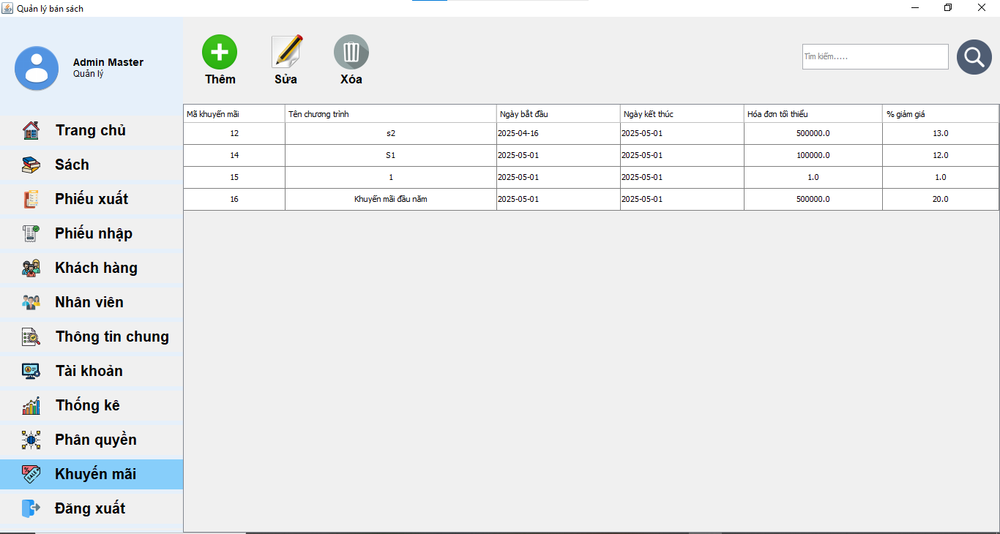 Quản lý bán sách
Admin Master
Quản lý
Trang chủ
Sách
Phiếu xuất
Phiếu nhập
Khách hàng
Nhân viên
Thông tin chung
Tài khoản
Thống kê
Phân quyền
Khuyến mãi
Đăng xuất
Thêm Sửa Xóa
Tìm kiếm.....
Mã khuyến mãi Tên chương trình Ngày bắt đầu Ngày kết thúc Hóa đơn tối thiểu % giảm giá
12 s2 2025-04-16 2025-05-01 500000.0 13.0
14 S1 2025-05-01 2025-05-01 100000.0 12.0
15 1 2025-05-01 2025-05-01 1.0 1.0
16 Khuyến mãi đầu năm 2025-05-01 2025-05-01 500000.0 20.0